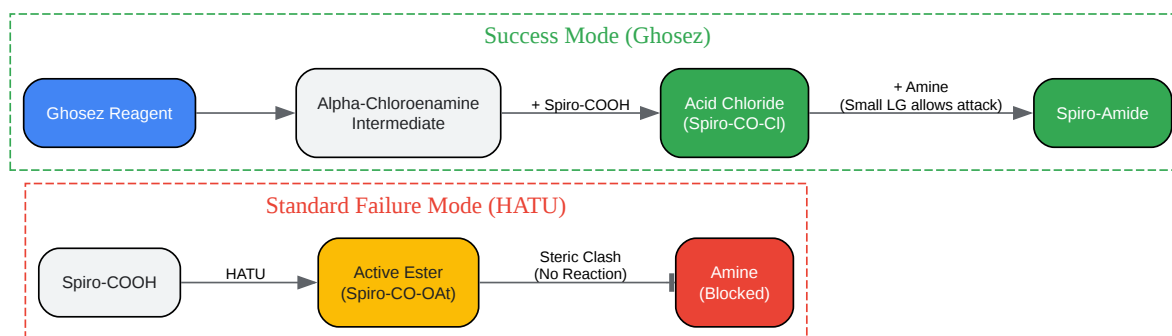 Success Mode (Ghosez)
Ghosez Reagent
Alpha-Chloroenamine
Intermediate
+ Spiro-COOH
Acid Chloride
(Spiro-CO-Cl)
+ Amine
(Small LG allows attack)
Spiro-Amide
Standard Failure Mode (HATU)
Spiro-COOH
HATU
Active Ester
(Spiro-CO-OAt)
Steric Clash
(No Reaction)
Amine
(Blocked)